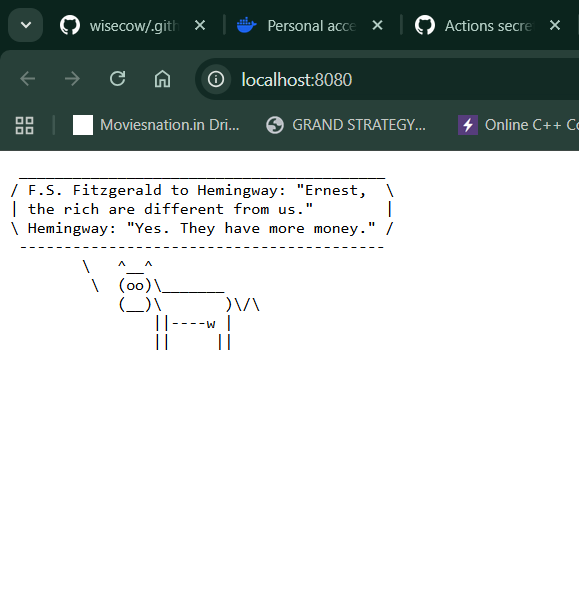 wisecow/.gith
Personal acce
Actions secre
localhost:8080
Moviesnation.in Dri...
GRAND STRATEGY...
Online C++ Co
 _________________________________________
/ F.S. Fitzgerald to Hemingway: "Ernest,  \
| the rich are different from us."        |
\ Hemingway: "Yes. They have more money." /
 -----------------------------------------
        \   ^__^
         \  (oo)\_______
            (__)\       )\/\
                ||----w |
                ||     ||